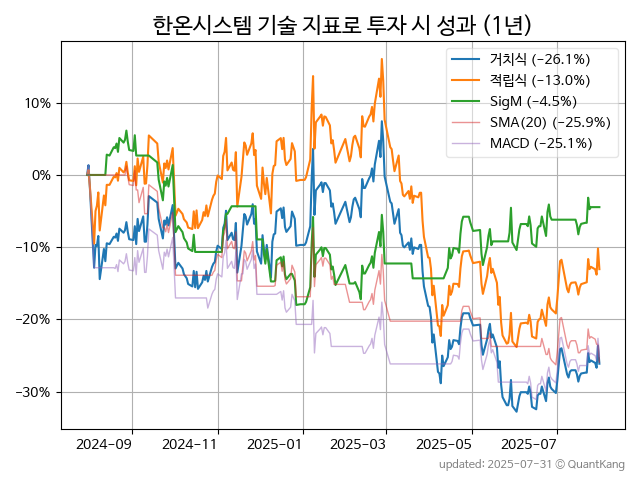 한온시스템 기술 지표로 투자 시 성과 (1년)
거치식 (−26.1%)
적립식 (−13.0%)
SigM (−4.5%)
SMA(20) (−25.9%)
MACD (−25.1%)
10%
0%
−10%
−20%
−30%
2024-09 2024-11 2025-01 2025-03 2025-05 2025-07
updated: 2025-07-31 © QuantKang